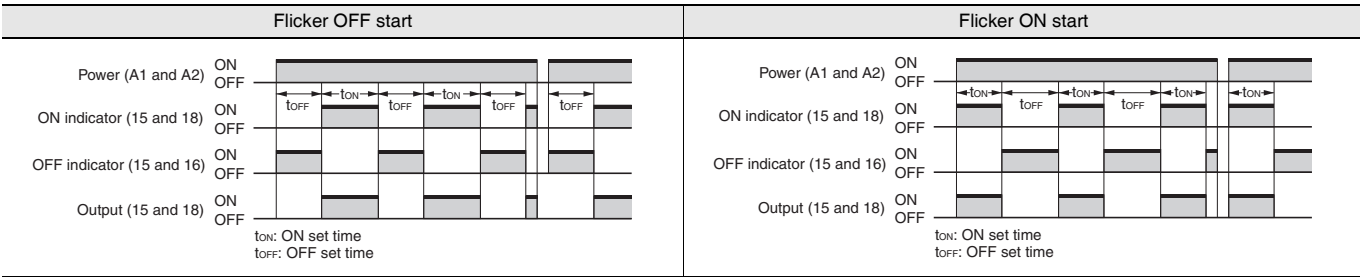 Flicker OFF start
Power (A1 and A2) ON
OFF
tOFF tON tOFF tON tOFF tOFF
ON indicator (15 and 18) ON
OFF
OFF indicator (15 and 16) ON
OFF
Output (15 and 18) ON
OFF
tON: ON set time
tOFF: OFF set time
Flicker ON start
Power (A1 and A2) ON
OFF
tON tOFF tON tOFF tON tON
ON indicator (15 and 18) ON
OFF
OFF indicator (15 and 16) ON
OFF
Output (15 and 18) ON
OFF
tON: ON set time
tOFF: OFF set time